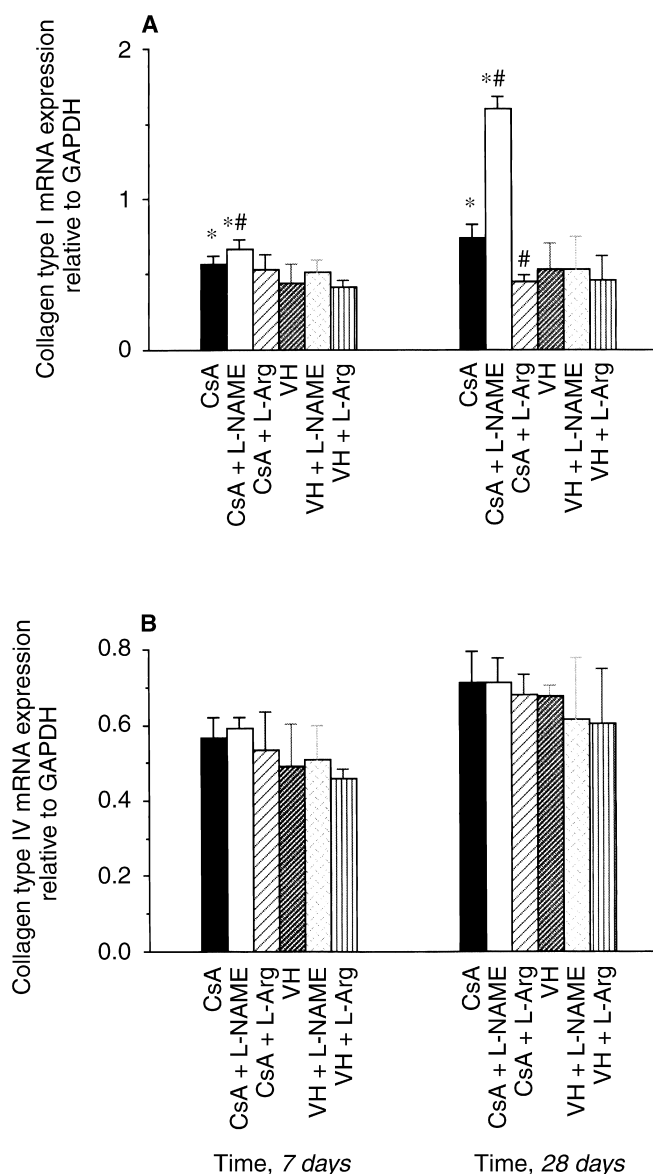 A
Collagen type I mRNA expression
relative to GAPDH
2
1
0
*
*#
*
*#
#
CsA
CsA + L-NAME
CsA + L-Arg
VH
VH + L-NAME
VH + L-Arg
CsA
CsA + L-NAME
CsA + L-Arg
VH
VH + L-NAME
VH + L-Arg
B
Collagen type IV mRNA expression
relative to GAPDH
0.8
0.6
0.4
0.2
0.0
CsA
CsA + L-NAME
CsA + L-Arg
VH
VH + L-NAME
VH + L-Arg
CsA
CsA + L-NAME
CsA + L-Arg
VH
VH + L-NAME
VH + L-Arg
Time, 7 days
Time, 28 days